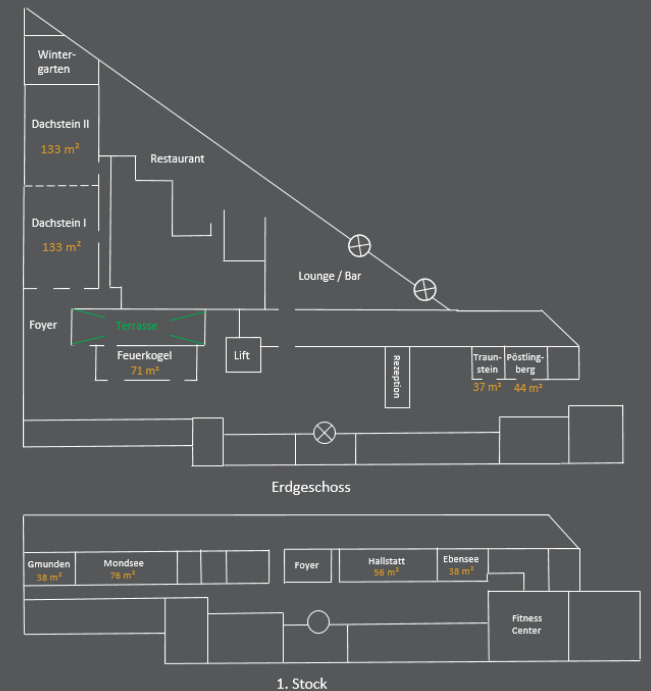 Winter-
garten
Dachstein II
133 m²
Restaurant
Dachstein I
133 m²
Lounge / Bar
Foyer
Terrasse
Feuerkogel
71 m²
Lift
Rezeption
Traun-
stein
37 m²
Pöstling-
berg
44 m²
Erdgeschoss
Gmunden
38 m²
Mondsee
76 m²
Foyer
Hallstatt
56 m²
Ebensee
38 m²
Fitness
Center
1. Stock